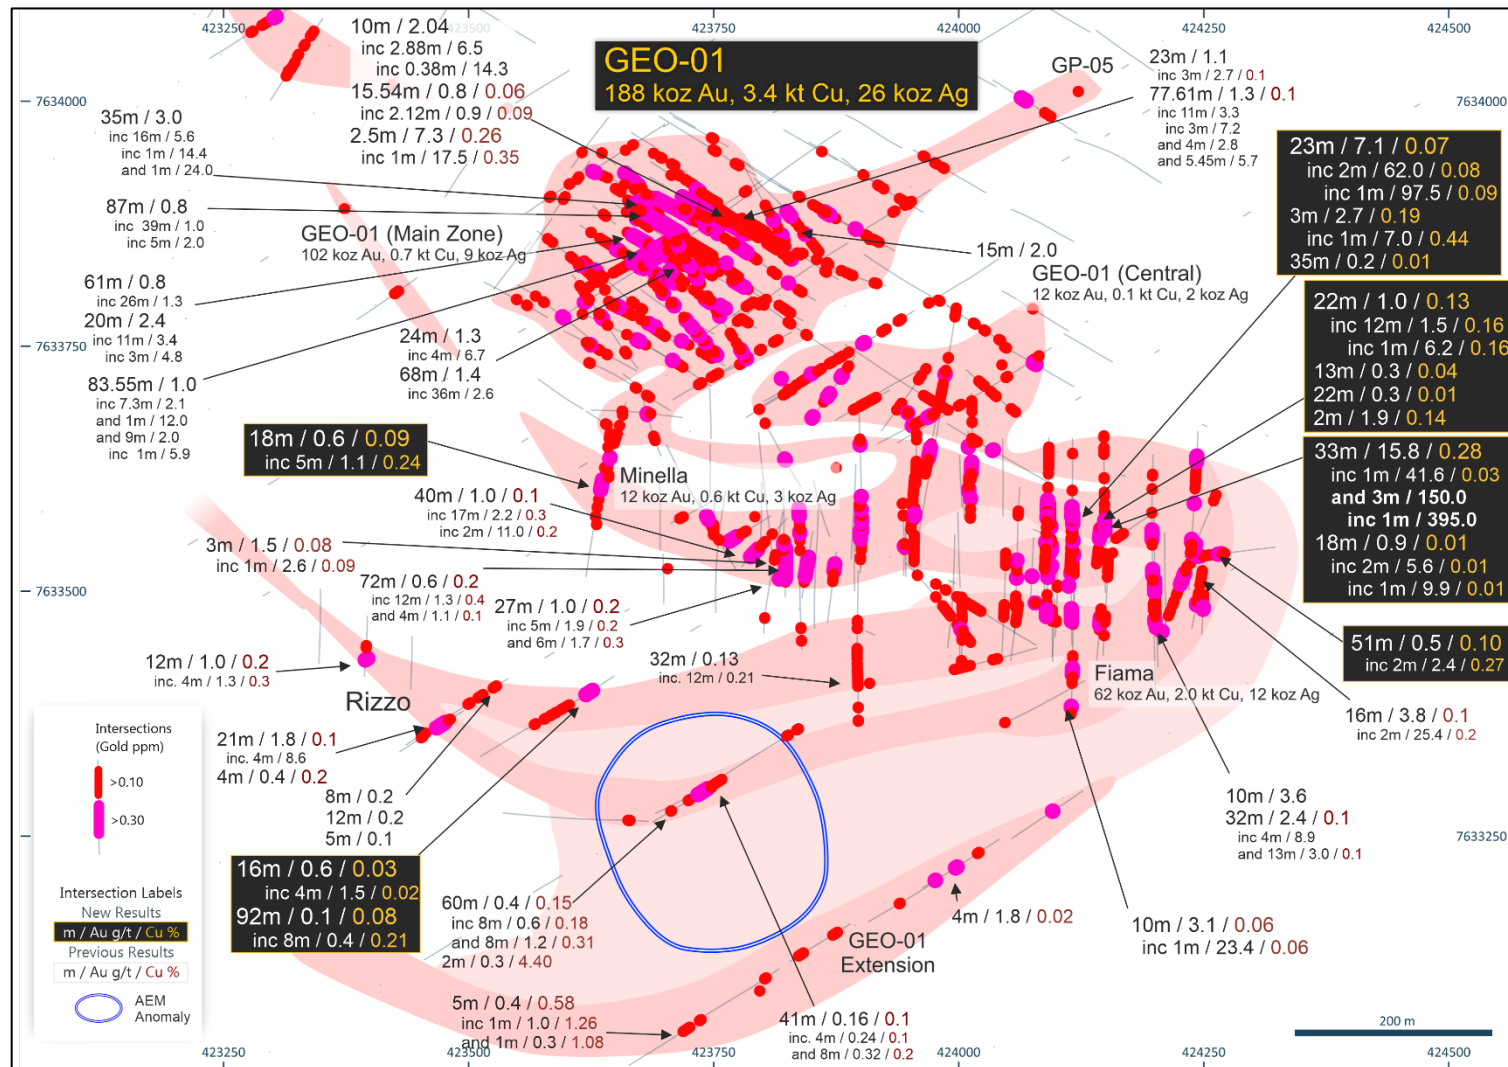 423250
423500
423750
424000
424250
424500
7634000
7634000
10m / 2.04
inc 2.88m / 6.5
inc 0.38m / 14.3
15.54m / 0.8 / 0.06
inc 2.12m / 0.9 / 0.09
2.5m / 7.3 / 0.26
inc 1m / 17.5 / 0.35
GEO-01
188 koz Au, 3.4 kt Cu, 26 koz Ag
GP-05
23m / 1.1
inc 3m / 2.7 / 0.1
77.61m / 1.3 / 0.1
inc 11m / 3.3
inc 3m / 7.2
and 4m / 2.8
and 5.45m / 5.7
35m / 3.0
inc 16m / 5.6
inc 1m / 14.4
and 1m / 24.0
87m / 0.8
inc 39m / 1.0
inc 5m / 2.0
GEO-01 (Main Zone)
102 koz Au, 0.7 kt Cu, 9 koz Ag
23m / 7.1 / 0.07
inc 2m / 62.0 / 0.08
inc 1m / 97.5 / 0.09
3m / 2.7 / 0.19
inc 1m / 7.0 / 0.44
35m / 0.2 / 0.01
15m / 2.0
GEO-01 (Central)
12 koz Au, 0.1 kt Cu, 2 koz Ag
61m / 0.8
inc 26m / 1.3
20m / 2.4
inc 11m / 3.4
inc 3m / 4.8
7633750
83.55m / 1.0
inc 7.3m / 2.1
and 1m / 12.0
and 9m / 2.0
inc 1m / 5.9
24m / 1.3
inc 4m / 6.7
68m / 1.4
inc 36m / 2.6
22m / 1.0 / 0.13
inc 12m / 1.5 / 0.16
inc 1m / 6.2 / 0.16
13m / 0.3 / 0.04
22m / 0.3 / 0.01
2m / 1.9 / 0.14
18m / 0.6 / 0.09
inc 5m / 1.1 / 0.24
Minella
12 koz Au, 0.6 kt Cu, 3 koz Ag
33m / 15.8 / 0.28
inc 1m / 41.6 / 0.03
and 3m / 150.0
inc 1m / 395.0
18m / 0.9 / 0.01
inc 2m / 5.6 / 0.01
inc 1m / 9.9 / 0.01
40m / 1.0 / 0.1
inc 17m / 2.2 / 0.3
inc 2m / 11.0 / 0.2
3m / 1.5 / 0.08
inc 1m / 2.6 / 0.09
7633500
72m / 0.6 / 0.2
inc 12m / 1.3 / 0.4
and 4m / 1.1 / 0.1
27m / 1.0 / 0.2
inc 5m / 1.9 / 0.2
and 6m / 1.7 / 0.3
51m / 0.5 / 0.10
inc 2m / 2.4 / 0.27
12m / 1.0 / 0.2
inc. 4m / 1.3 / 0.3
32m / 0.13
inc. 12m / 0.21
Fiama
62 koz Au, 2.0 kt Cu, 12 koz Ag
Rizzo
16m / 3.8 / 0.1
inc 2m / 25.4 / 0.2
21m / 1.8 / 0.1
inc. 4m / 8.6
4m / 0.4 / 0.2
8m / 0.2
12m / 0.2
5m / 0.1
10m / 3.6
32m / 2.4 / 0.1
inc 4m / 8.9
and 13m / 3.0 / 0.1
7633250
16m / 0.6 / 0.03
inc 4m / 1.5 / 0.02
92m / 0.1 / 0.08
inc 8m / 0.4 / 0.21
60m / 0.4 / 0.15
inc 8m / 0.6 / 0.18
and 8m / 1.2 / 0.31
2m / 0.3 / 4.40
4m / 1.8 / 0.02
10m / 3.1 / 0.06
inc 1m / 23.4 / 0.06
GEO-01
Extension
5m / 0.4 / 0.58
inc 1m / 1.0 / 1.26
and 1m / 0.3 / 1.08
41m / 0.16 / 0.1
inc. 4m / 0.24 / 0.1
and 8m / 0.32 / 0.2
Intersections
(Gold ppm)
>0.10
>0.30
Intersection Labels
New Results
m / Au g/t / Cu %
Previous Results
m / Au g/t / Cu %
AEM
Anomaly
200 m
423250
423500
423750
424000
424250
424500